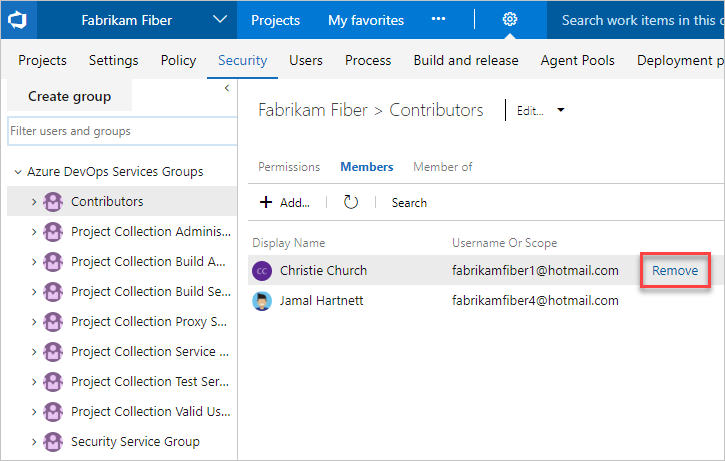 Fabrikam Fiber Projects My favorites ••• Search work items in this c
Projects Settings Policy Security Users Process Build and release Agent Pools Deployment p
Create group
Filter users and groups
Azure DevOps Services Groups
Contributors
Project Collection Adminis...
Project Collection Build A...
Project Collection Build Se...
Project Collection Proxy S...
Project Collection Service ...
Project Collection Test Ser...
Project Collection Valid Us...
Security Service Group
Fabrikam Fiber > Contributors Edit...
Permissions Members Member of
+ Add... Search
Display Name Username Or Scope
CC Christie Church fabrikamfiber1@hotmail.com Remove
Jamal Hartnett fabrikamfiber4@hotmail.com